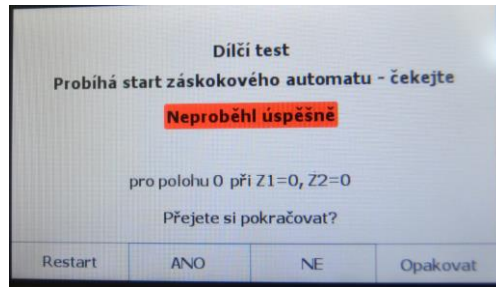 Dílčí test
Probíhá start záskokového automatu - čekejte
Neproběhl úspěšně
pro polohu 0 při Z1=0, Z2=0
Přejete si pokračovat?
Restart ANO NE Opakovat